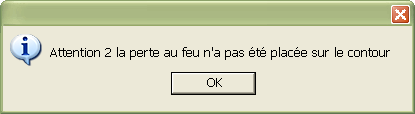 Attention 2 la perte au feu n'a pas été placée sur le contour
OK